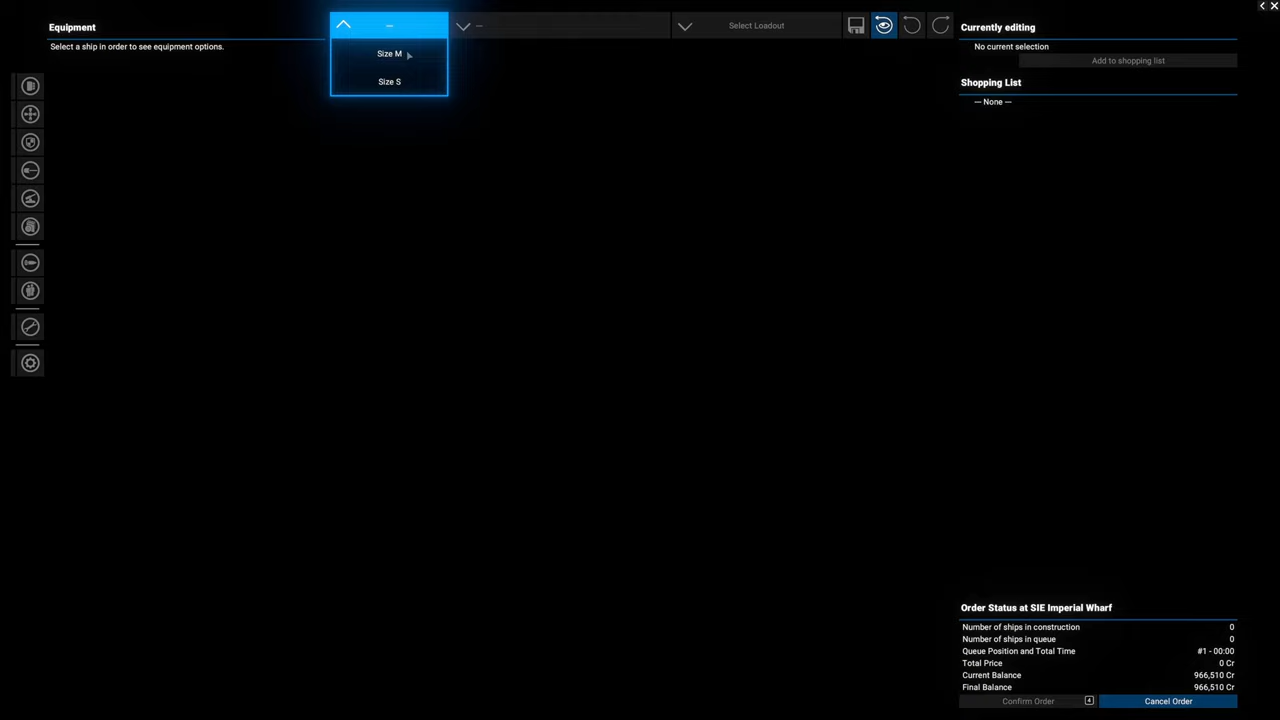 Equipment
Select a ship in order to see equipment options.
—
Size M
Size S
—
Select Loadout
Currently editing
No current selection
Add to shopping list
Shopping List
— None —
Order Status at SIE Imperial Wharf
Number of ships in construction 0
Number of ships in queue 0
Queue Position and Total Time #1 - 00:00
Total Price 0 Cr
Current Balance 966,510 Cr
Final Balance 966,510 Cr
Confirm Order
Cancel Order